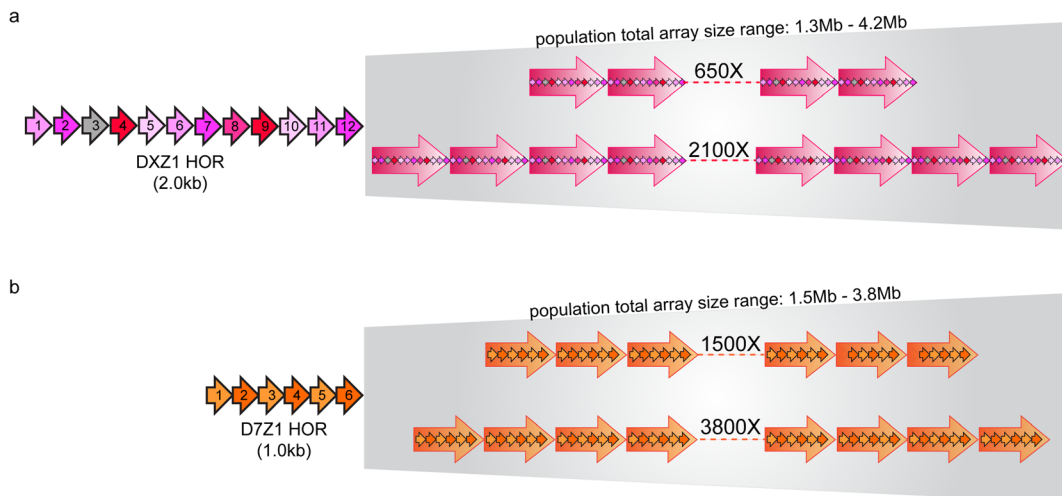 a
population total array size range: 1.3Mb - 4.2Mb
650X
1 2 3 4 5 6 7 8 9 10 11 12
DXZ1 HOR
(2.0kb)
2100X
b
population total array size range: 1.5Mb - 3.8Mb
1500X
1 2 3 4 5 6
D7Z1 HOR
(1.0kb)
3800X